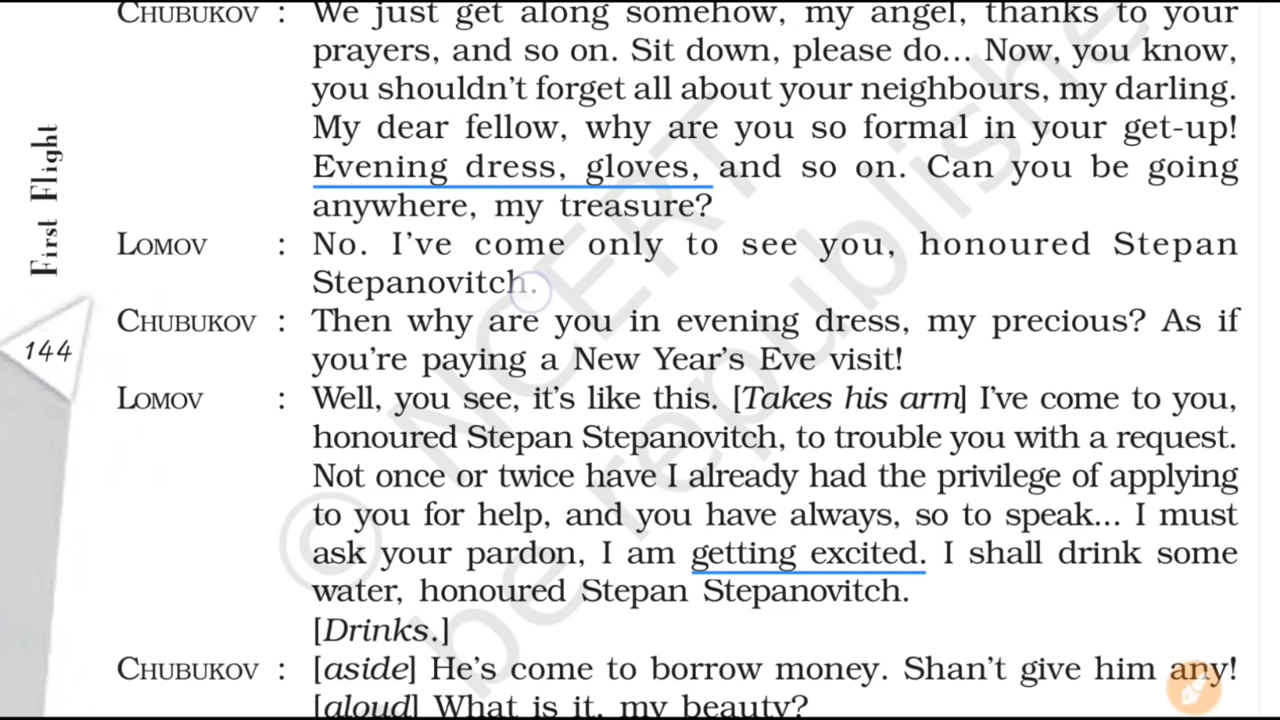 CHUBUKOV : We just get along somehow, my angel, thanks to your
prayers, and so on. Sit down, please do... Now, you know,
you shouldn't forget all about your neighbours, my darling.
My dear fellow, why are you so formal in your get-up!
Evening dress, gloves, and so on. Can you be going
anywhere, my treasure?
LOMOV : No. I've come only to see you, honoured Stepan
Stepanovitch.
CHUBUKOV : Then why are you in evening dress, my precious? As if
you're paying a New Year's Eve visit!
LOMOV : Well, you see, it's like this. [Takes his arm] I've come to you,
honoured Stepan Stepanovitch, to trouble you with a request.
Not once or twice have I already had the privilege of applying
to you for help, and you have always, so to speak... I must
ask your pardon, I am getting excited. I shall drink some
water, honoured Stepan Stepanovitch.
[Drinks.]
CHUBUKOV : [aside] He's come to borrow money. Shan't give him any!
[aloud] What is it, my beauty?
First Flight
144
© NCERT
be republishe